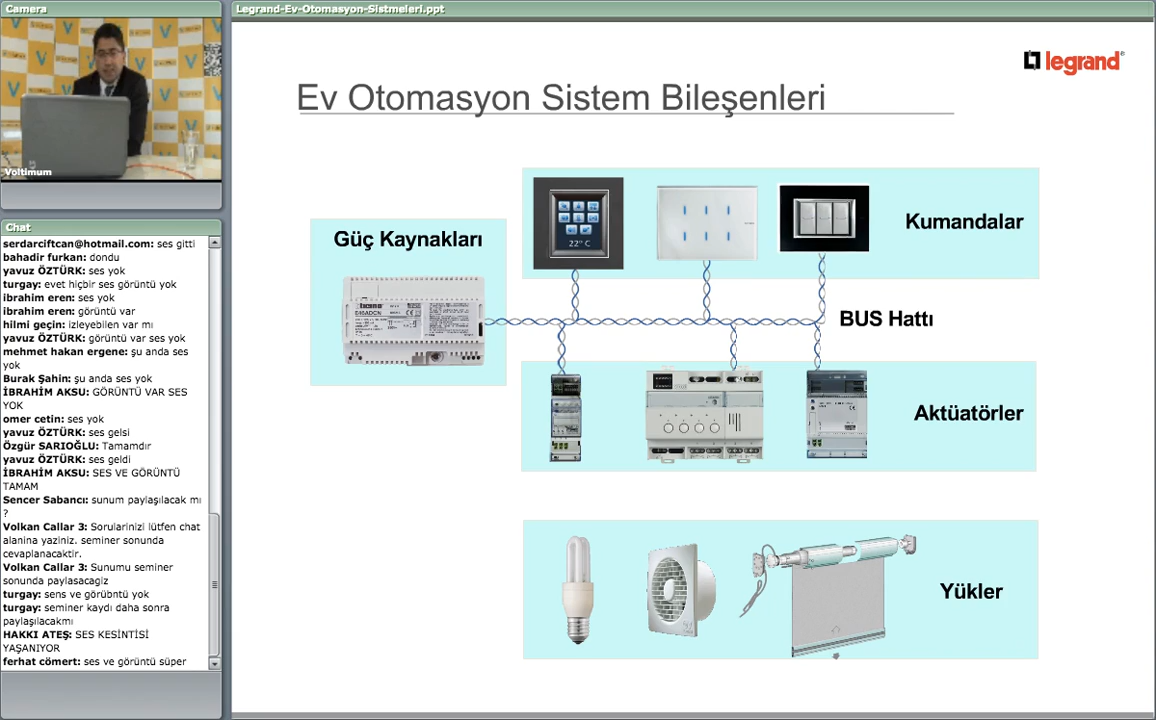 Camera
Voltimum
Chat
serdarciftcan@hotmail.com: ses gitti
bahadir furkan: dondu
yavuz ÖZTÜRK: ses yok
turgay: evet hiçbir ses görüntü yok
ibrahim eren: ses yok
ibrahim eren: görüntü var
hilmi geçin: izleyebilen var mı
yavuz ÖZTÜRK: görüntü var ses yok
mehmet hakan ergene: şu anda ses
yok
Burak Şahin: şu anda ses yok
İBRAHİM AKSU: GÖRÜNTÜ VAR SES
YOK
omer cetin: ses yok
yavuz ÖZTÜRK: ses gelsi
Özgür SARIOĞLU: Tamamdır
yavuz ÖZTÜRK: ses geldi
İBRAHİM AKSU: SES VE GÖRÜNTÜ
TAMAM
Sencer Sabancı: sunum paylaşılacak mı
?
Volkan Callar 3: Sorularinizi lütfen chat
alanina yaziniz. seminer sonunda
cevaplanacaktir.
Volkan Callar 3: Sunumu seminer
sonunda paylasacagiz
turgay: sens ve görübntü yok
turgay: seminer kaydı daha sonra
paylaşılacakmı
HAKKI ATEŞ: SES KESİNTİSİ
YAŞANIYOR
ferhat cömert: ses ve görüntü süper
Legrand-Ev-Otomasyon-Sistmeleri.ppt
legrand
Ev Otomasyon Sistem Bileşenleri
Güç Kaynakları
22° C
Kumandalar
BUS Hattı
Aktüatörler
Yükler